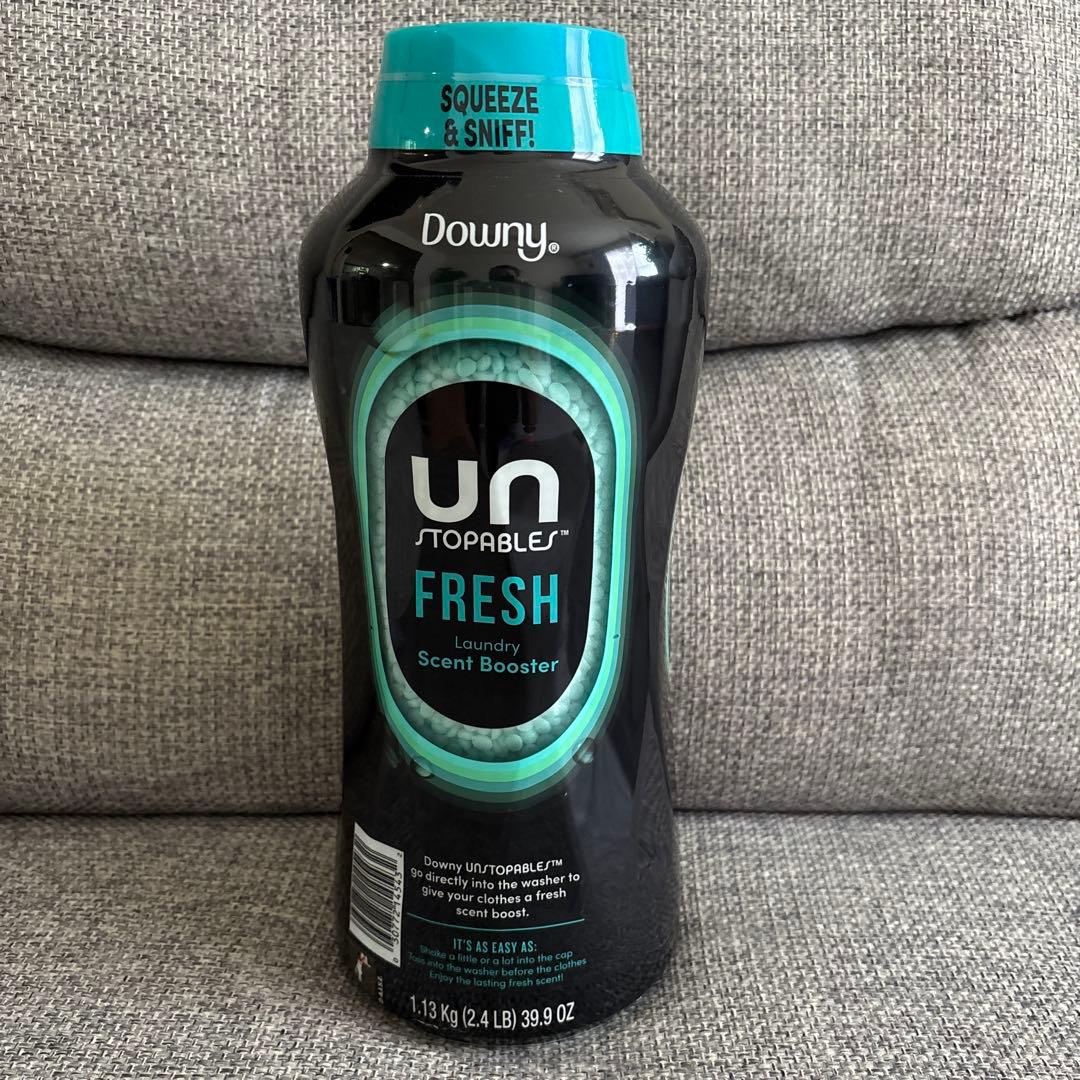 SQUEEZE
& SNIFF!
Downy®
UN
STOPABLES™
FRESH
Laundry
Scent Booster
Downy UNSTOPABLES™
go directly into the washer to
give your clothes a fresh
scent boost.
IT'S AS EASY AS:
Shake a little or a lot into the cap
Toss into the washer before the clothes
Enjoy the lasting fresh scent!
1.13 Kg (2.4 LB) 39.9 OZ